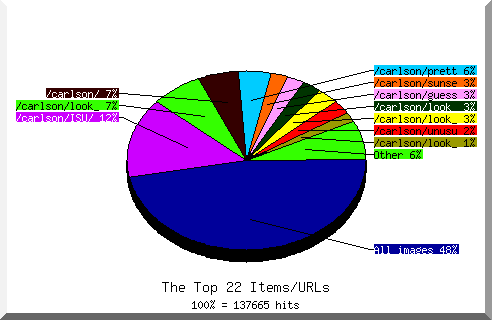 /carlson/prett 6%
/carlson/sunse 3%
/carlson/ 7%
/carlson/guess 3%
/carlson/look_ 7%
/carlson/look_ 3%
/carlson/ISU/ 12%
/carlson/look_ 3%
/carlson/unusu 2%
/carlson/look_ 1%
Other 6%
All images 48%
The Top 22 Items/URLs
100% = 137665 hits